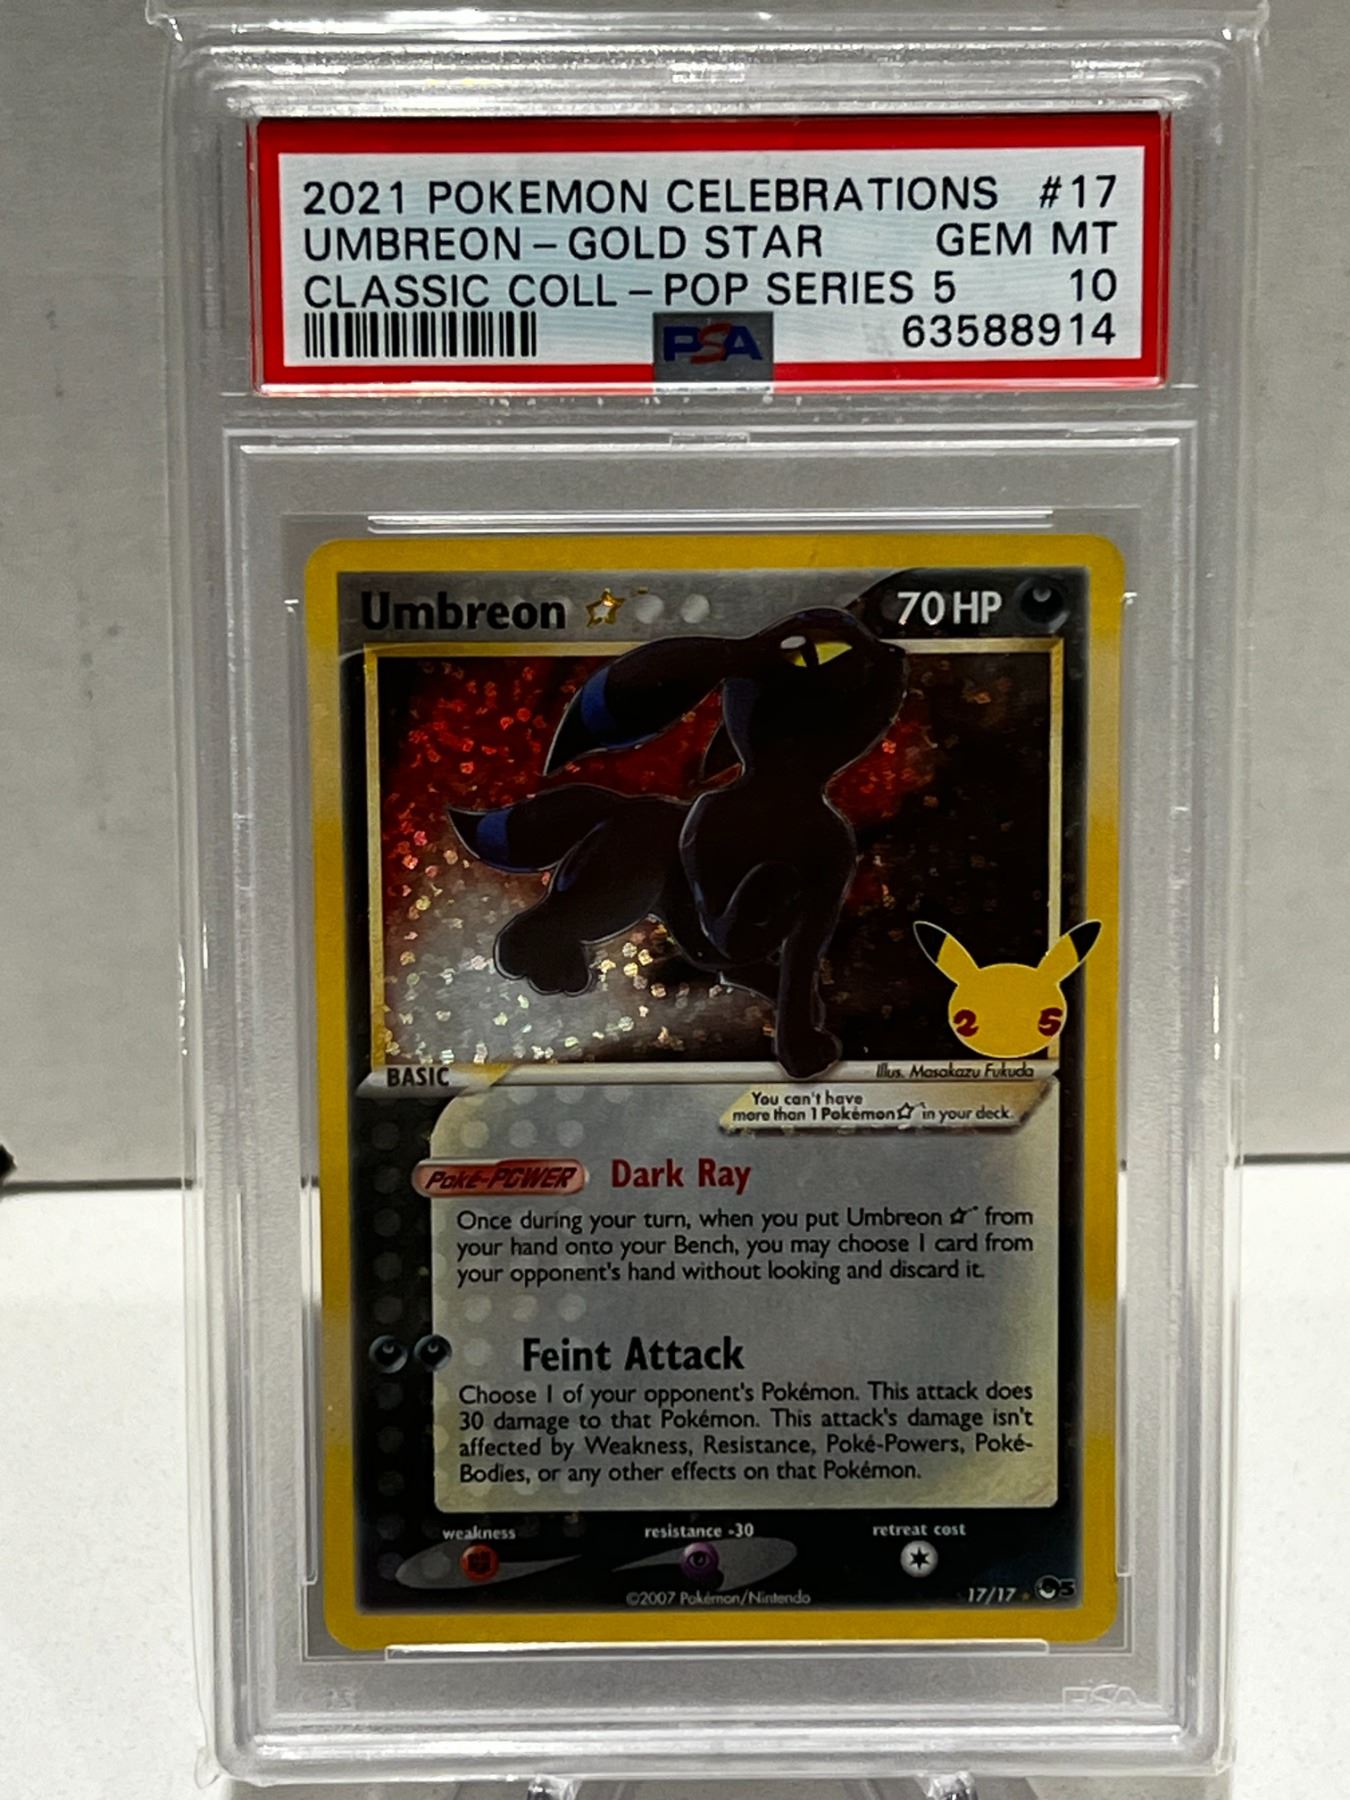 2021 POKEMON CELEBRATIONS #17
UMBREON - GOLD STAR GEM MT
CLASSIC COLL - POP SERIES 5 10
63588914
PSA
Umbreon ☆ 70 HP
25
BASIC
Illus. Masakazu Fukuda
You can't have
more than 1 Pokémon☆ in your deck.
Poké-POWER Dark Ray
Once during your turn, when you put Umbreon ☆ from
your hand onto your Bench, you may choose 1 card from
your opponent's hand without looking and discard it.
Feint Attack
Choose 1 of your opponent's Pokémon. This attack does
30 damage to that Pokémon. This attack's damage isn't
affected by Weakness, Resistance, Poké-Powers, Poké-
Bodies, or any other effects on that Pokémon.
weakness resistance -30 retreat cost
©2007 Pokémon/Nintendo 17/17 ★ 5
PSA